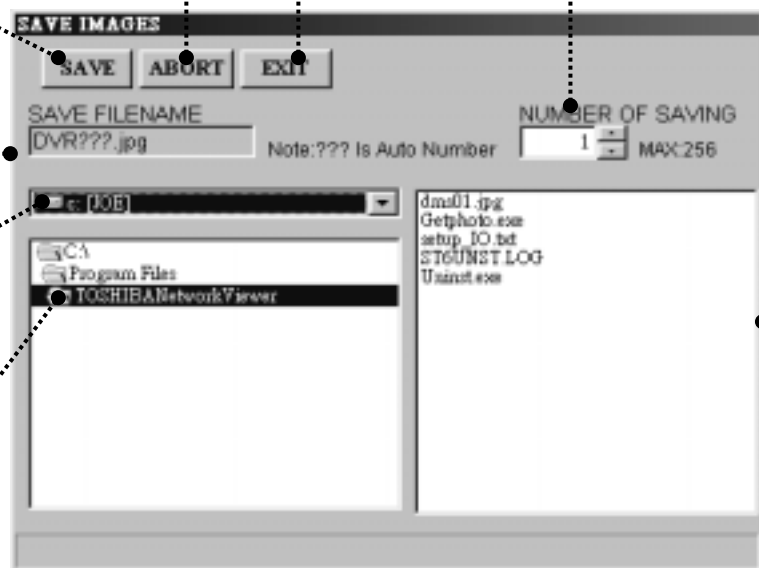 SAVE IMAGES
SAVE ABORT EXIT
SAVE FILENAME
DVR???.jpg
Note:??? Is Auto Number
NUMBER OF SAVING
1 MAX:256
c: [JOE]
C:\
Program Files
TOSHIBANetworkViewer
dms01.jpg
Getphoto.exe
setup_IO.txt
ST6UNST.LOG
Uninst.exe